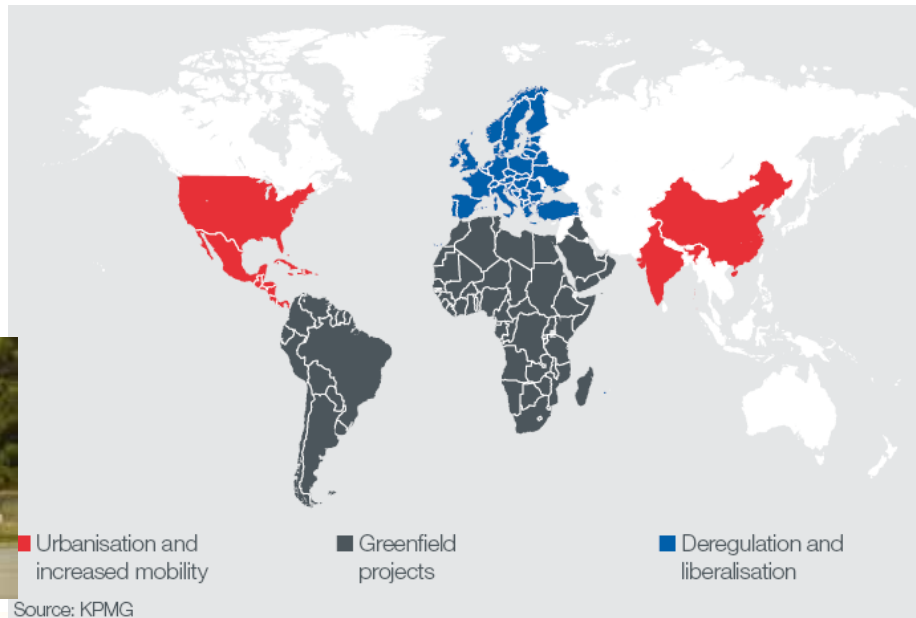 Urbanisation and
increased mobility
Greenfield
projects
Deregulation and
liberalisation
Source: KPMG